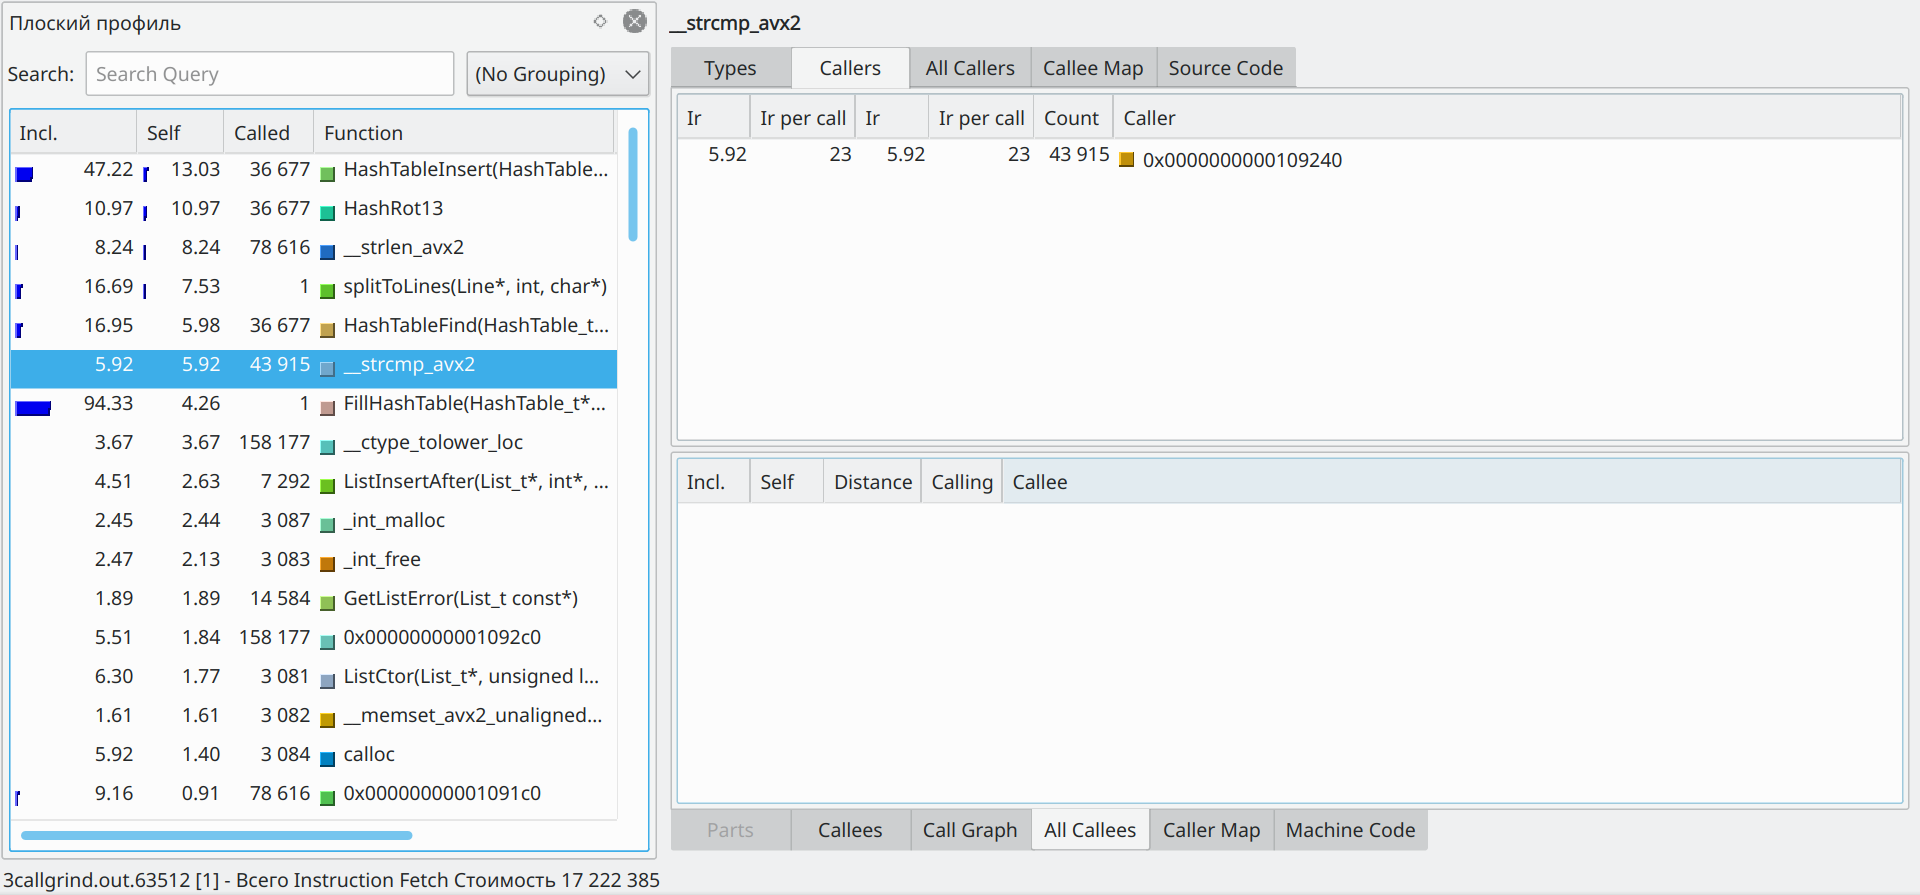 Плоский профиль
Search: Search Query (No Grouping)
Incl. Self Called Function
47.22 13.03 36 677 HashTableInsert(HashTable...
10.97 10.97 36 677 HashRot13
8.24 8.24 78 616 __strlen_avx2
16.69 7.53 1 splitToLines(Line*, int, char*)
16.95 5.98 36 677 HashTableFind(HashTable_t...
5.92 5.92 43 915 __strcmp_avx2
94.33 4.26 1 FillHashTable(HashTable_t*...
3.67 3.67 158 177 __ctype_tolower_loc
4.51 2.63 7 292 ListInsertAfter(List_t*, int*, ...
2.45 2.44 3 087 _int_malloc
2.47 2.13 3 083 _int_free
1.89 1.89 14 584 GetListError(List_t const*)
5.51 1.84 158 177 0x00000000001092c0
6.30 1.77 3 081 ListCtor(List_t*, unsigned l...
1.61 1.61 3 082 __memset_avx2_unaligned...
5.92 1.40 3 084 calloc
9.16 0.91 78 616 0x00000000001091c0
__strcmp_avx2
Types Callers All Callers Callee Map Source Code
Ir Ir per call Ir Ir per call Count Caller
5.92 23 5.92 23 43 915 0x0000000000109240
Incl. Self Distance Calling Callee
Parts Callees Call Graph All Callees Caller Map Machine Code
3callgrind.out.63512 [1] - Всего Instruction Fetch Стоимость 17 222 385